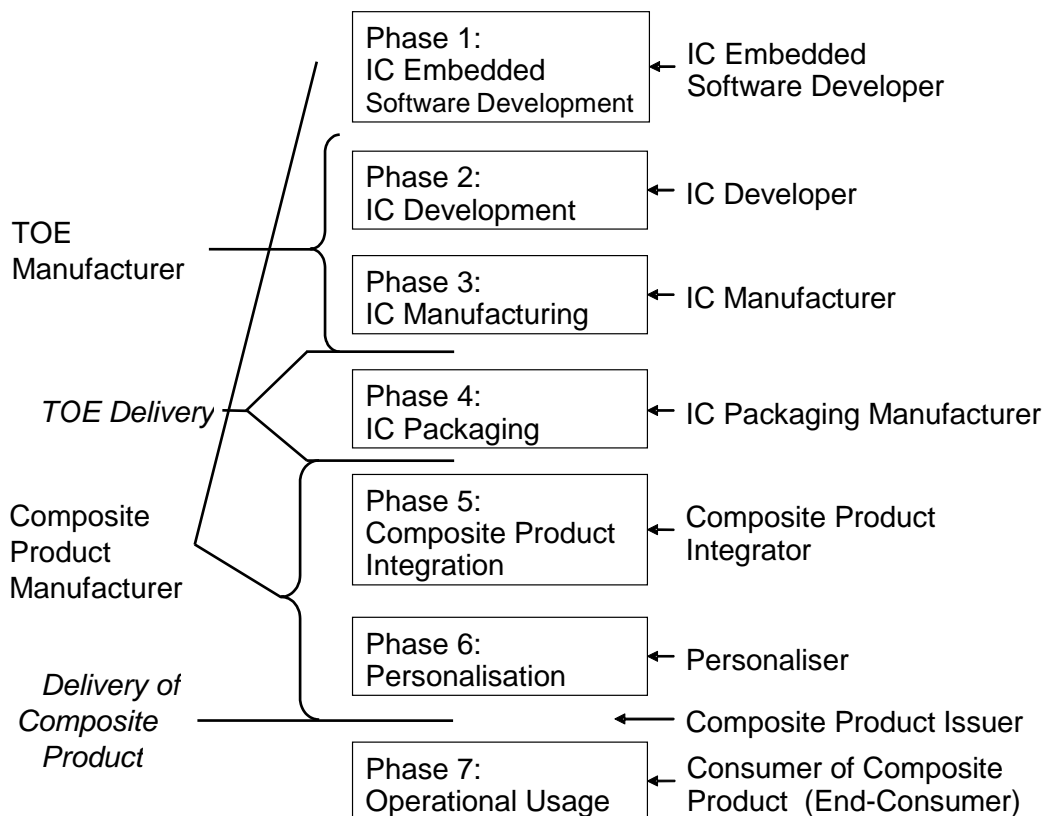 Phase 1:
IC Embedded
Software Development
IC Embedded
Software Developer
Phase 2:
IC Development
IC Developer
TOE
Manufacturer
Phase 3:
IC Manufacturing
IC Manufacturer
TOE Delivery
Phase 4:
IC Packaging
IC Packaging Manufacturer
Composite
Product
Manufacturer
Phase 5:
Composite Product
Integration
Composite Product
Integrator
Phase 6:
Personalisation
Personaliser
Delivery of
Composite
Product
Composite Product Issuer
Phase 7:
Operational Usage
Consumer of Composite
Product (End-Consumer)